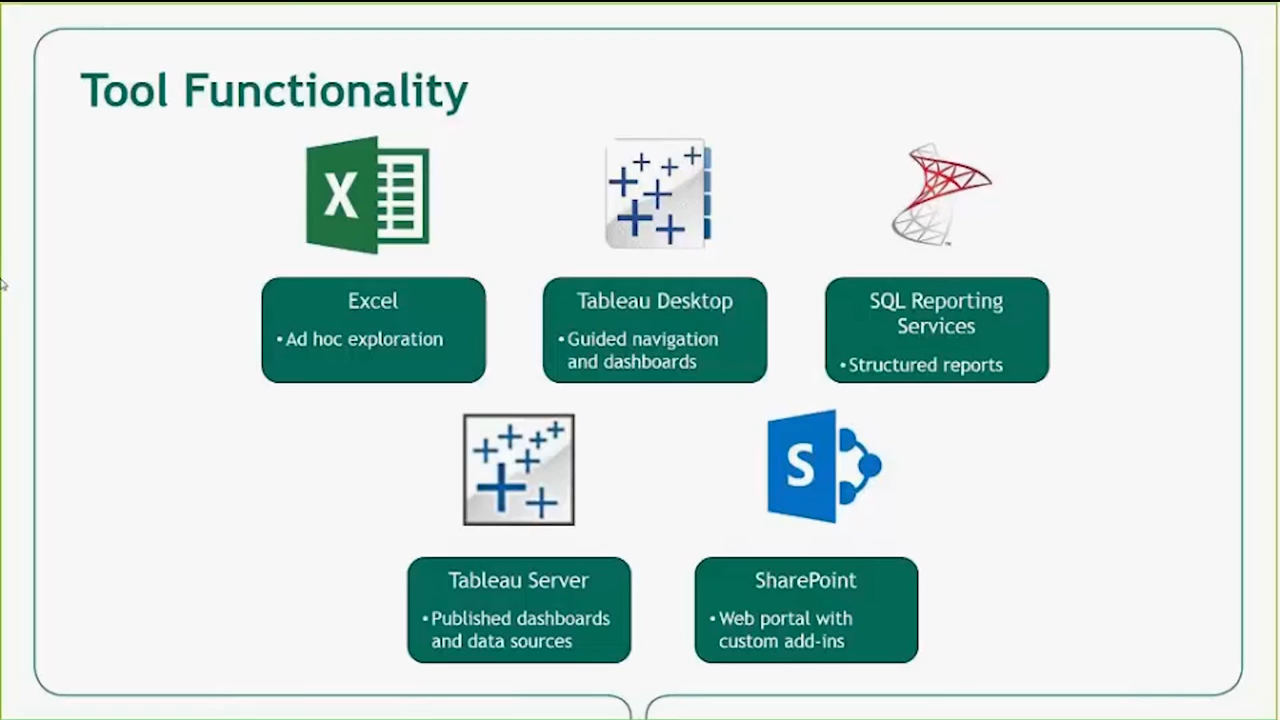 Tool Functionality
X
Excel
• Ad hoc exploration
Tableau Desktop
• Guided navigation
and dashboards
SQL Reporting
Services
• Structured reports
S
Tableau Server
• Published dashboards
and data sources
SharePoint
• Web portal with
custom add-ins